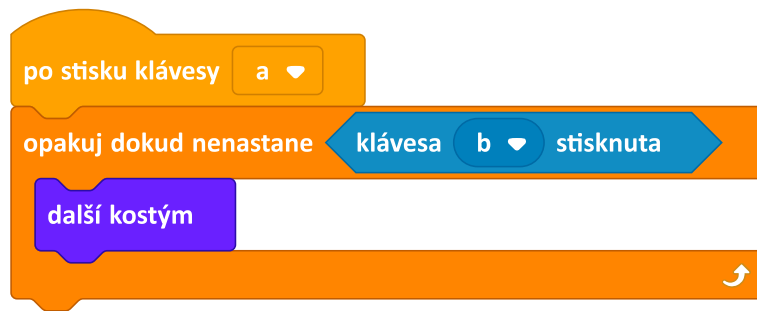 po stisku klávesy a
opakuj dokud nenastane klávesa b stisknuta
další kostým